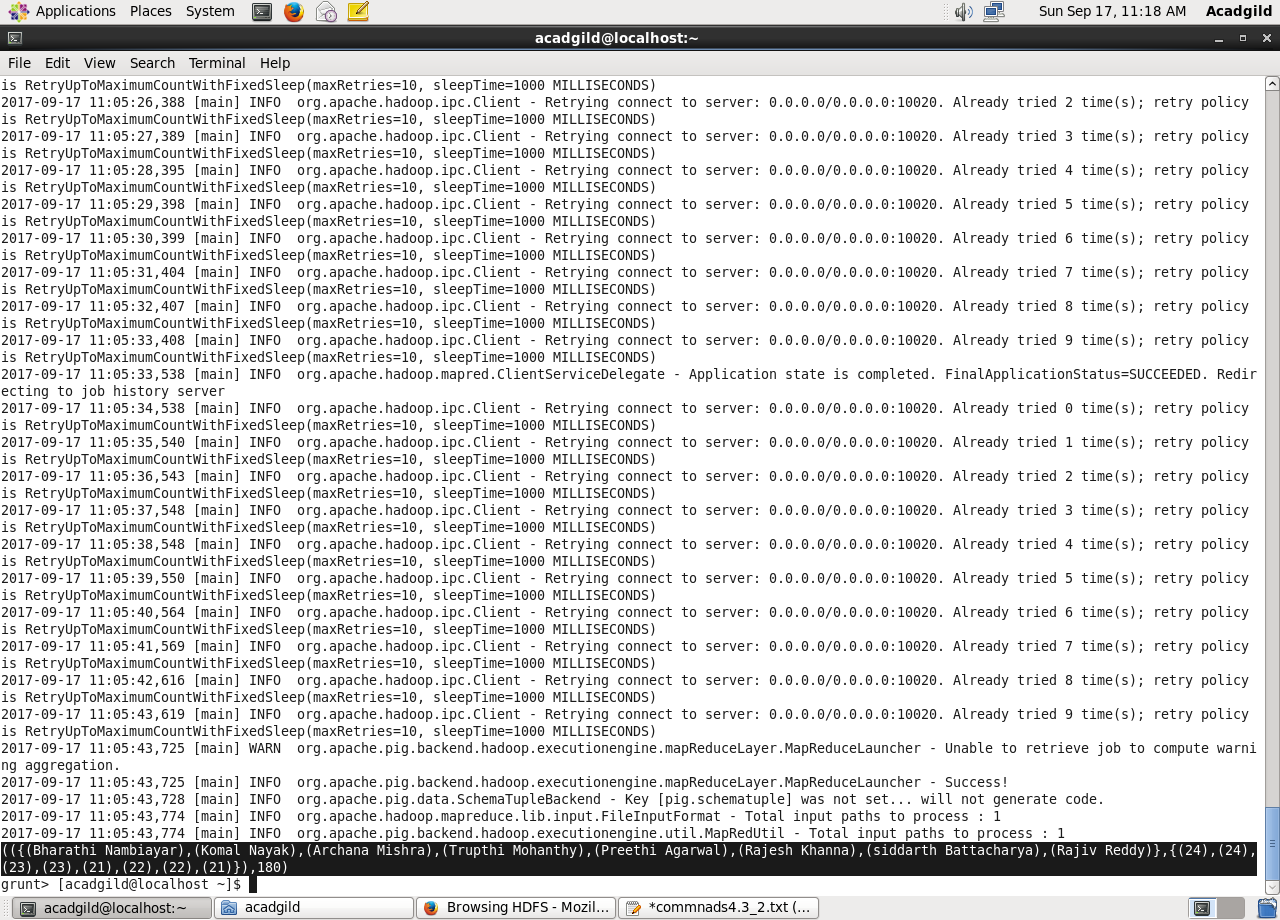 Applications Places System Sun Sep 17, 11:18 AM Acadgild
acadgild@localhost:~
File Edit View Search Terminal Help
is RetryUpToMaximumCountWithFixedSleep(maxRetries=10, sleepTime=1000 MILLISECONDS)
2017-09-17 11:05:26,388 [main] INFO  org.apache.hadoop.ipc.Client - Retrying connect to server: 0.0.0.0/0.0.0.0:10020. Already tried 2 time(s); retry policy
is RetryUpToMaximumCountWithFixedSleep(maxRetries=10, sleepTime=1000 MILLISECONDS)
2017-09-17 11:05:27,389 [main] INFO  org.apache.hadoop.ipc.Client - Retrying connect to server: 0.0.0.0/0.0.0.0:10020. Already tried 3 time(s); retry policy
is RetryUpToMaximumCountWithFixedSleep(maxRetries=10, sleepTime=1000 MILLISECONDS)
2017-09-17 11:05:28,395 [main] INFO  org.apache.hadoop.ipc.Client - Retrying connect to server: 0.0.0.0/0.0.0.0:10020. Already tried 4 time(s); retry policy
is RetryUpToMaximumCountWithFixedSleep(maxRetries=10, sleepTime=1000 MILLISECONDS)
2017-09-17 11:05:29,398 [main] INFO  org.apache.hadoop.ipc.Client - Retrying connect to server: 0.0.0.0/0.0.0.0:10020. Already tried 5 time(s); retry policy
is RetryUpToMaximumCountWithFixedSleep(maxRetries=10, sleepTime=1000 MILLISECONDS)
2017-09-17 11:05:30,399 [main] INFO  org.apache.hadoop.ipc.Client - Retrying connect to server: 0.0.0.0/0.0.0.0:10020. Already tried 6 time(s); retry policy
is RetryUpToMaximumCountWithFixedSleep(maxRetries=10, sleepTime=1000 MILLISECONDS)
2017-09-17 11:05:31,404 [main] INFO  org.apache.hadoop.ipc.Client - Retrying connect to server: 0.0.0.0/0.0.0.0:10020. Already tried 7 time(s); retry policy
is RetryUpToMaximumCountWithFixedSleep(maxRetries=10, sleepTime=1000 MILLISECONDS)
2017-09-17 11:05:32,407 [main] INFO  org.apache.hadoop.ipc.Client - Retrying connect to server: 0.0.0.0/0.0.0.0:10020. Already tried 8 time(s); retry policy
is RetryUpToMaximumCountWithFixedSleep(maxRetries=10, sleepTime=1000 MILLISECONDS)
2017-09-17 11:05:33,408 [main] INFO  org.apache.hadoop.ipc.Client - Retrying connect to server: 0.0.0.0/0.0.0.0:10020. Already tried 9 time(s); retry policy
is RetryUpToMaximumCountWithFixedSleep(maxRetries=10, sleepTime=1000 MILLISECONDS)
2017-09-17 11:05:33,538 [main] INFO  org.apache.hadoop.mapred.ClientServiceDelegate - Application state is completed. FinalApplicationStatus=SUCCEEDED. Redir
ecting to job history server
2017-09-17 11:05:34,538 [main] INFO  org.apache.hadoop.ipc.Client - Retrying connect to server: 0.0.0.0/0.0.0.0:10020. Already tried 0 time(s); retry policy
is RetryUpToMaximumCountWithFixedSleep(maxRetries=10, sleepTime=1000 MILLISECONDS)
2017-09-17 11:05:35,540 [main] INFO  org.apache.hadoop.ipc.Client - Retrying connect to server: 0.0.0.0/0.0.0.0:10020. Already tried 1 time(s); retry policy
is RetryUpToMaximumCountWithFixedSleep(maxRetries=10, sleepTime=1000 MILLISECONDS)
2017-09-17 11:05:36,543 [main] INFO  org.apache.hadoop.ipc.Client - Retrying connect to server: 0.0.0.0/0.0.0.0:10020. Already tried 2 time(s); retry policy
is RetryUpToMaximumCountWithFixedSleep(maxRetries=10, sleepTime=1000 MILLISECONDS)
2017-09-17 11:05:37,548 [main] INFO  org.apache.hadoop.ipc.Client - Retrying connect to server: 0.0.0.0/0.0.0.0:10020. Already tried 3 time(s); retry policy
is RetryUpToMaximumCountWithFixedSleep(maxRetries=10, sleepTime=1000 MILLISECONDS)
2017-09-17 11:05:38,548 [main] INFO  org.apache.hadoop.ipc.Client - Retrying connect to server: 0.0.0.0/0.0.0.0:10020. Already tried 4 time(s); retry policy
is RetryUpToMaximumCountWithFixedSleep(maxRetries=10, sleepTime=1000 MILLISECONDS)
2017-09-17 11:05:39,550 [main] INFO  org.apache.hadoop.ipc.Client - Retrying connect to server: 0.0.0.0/0.0.0.0:10020. Already tried 5 time(s); retry policy
is RetryUpToMaximumCountWithFixedSleep(maxRetries=10, sleepTime=1000 MILLISECONDS)
2017-09-17 11:05:40,564 [main] INFO  org.apache.hadoop.ipc.Client - Retrying connect to server: 0.0.0.0/0.0.0.0:10020. Already tried 6 time(s); retry policy
is RetryUpToMaximumCountWithFixedSleep(maxRetries=10, sleepTime=1000 MILLISECONDS)
2017-09-17 11:05:41,569 [main] INFO  org.apache.hadoop.ipc.Client - Retrying connect to server: 0.0.0.0/0.0.0.0:10020. Already tried 7 time(s); retry policy
is RetryUpToMaximumCountWithFixedSleep(maxRetries=10, sleepTime=1000 MILLISECONDS)
2017-09-17 11:05:42,616 [main] INFO  org.apache.hadoop.ipc.Client - Retrying connect to server: 0.0.0.0/0.0.0.0:10020. Already tried 8 time(s); retry policy
is RetryUpToMaximumCountWithFixedSleep(maxRetries=10, sleepTime=1000 MILLISECONDS)
2017-09-17 11:05:43,619 [main] INFO  org.apache.hadoop.ipc.Client - Retrying connect to server: 0.0.0.0/0.0.0.0:10020. Already tried 9 time(s); retry policy
is RetryUpToMaximumCountWithFixedSleep(maxRetries=10, sleepTime=1000 MILLISECONDS)
2017-09-17 11:05:43,725 [main] WARN  org.apache.pig.backend.hadoop.executionengine.mapReduceLayer.MapReduceLauncher - Unable to retrieve job to compute warni
ng aggregation.
2017-09-17 11:05:43,725 [main] INFO  org.apache.pig.backend.hadoop.executionengine.mapReduceLayer.MapReduceLauncher - Success!
2017-09-17 11:05:43,728 [main] INFO  org.apache.pig.data.SchemaTupleBackend - Key [pig.schematuple] was not set... will not generate code.
2017-09-17 11:05:43,774 [main] INFO  org.apache.hadoop.mapreduce.lib.input.FileInputFormat - Total input paths to process : 1
2017-09-17 11:05:43,774 [main] INFO  org.apache.pig.backend.hadoop.executionengine.util.MapRedUtil - Total input paths to process : 1
(({(Bharathi Nambiayar),(Komal Nayak),(Archana Mishra),(Trupthi Mohanthy),(Preethi Agarwal),(Rajesh Khanna),(siddarth Battacharya),(Rajiv Reddy)},{(24),(24),
(23),(23),(21),(22),(22),(21)}),180)
grunt> [acadgild@localhost ~]$
acadgild@localhost:~ acadgild Browsing HDFS - Mozil... *commnads4.3_2.txt (...